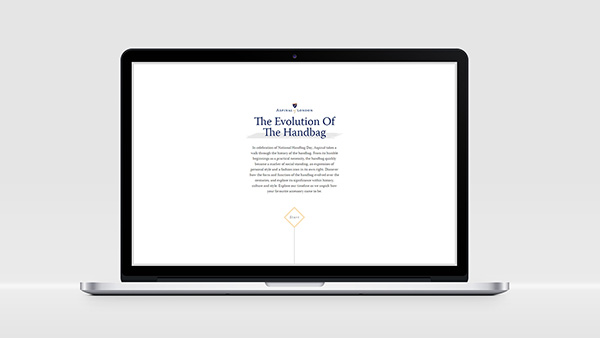 ASPINAL of LONDON
The Evolution Of
The Handbag
In celebration of National Handbag Day, Aspinal takes a
walk through the history of the handbag. From its humble
beginnings as a practical necessity, the handbag quickly
became a marker of social standing, an expression of
personal style and a fashion icon in its own right. Discover
how the form and function of the handbag evolved over the
centuries, and explore its significance within history,
culture and style. Explore our timeline as we unpick how
your favourite accessory came to be.
Start